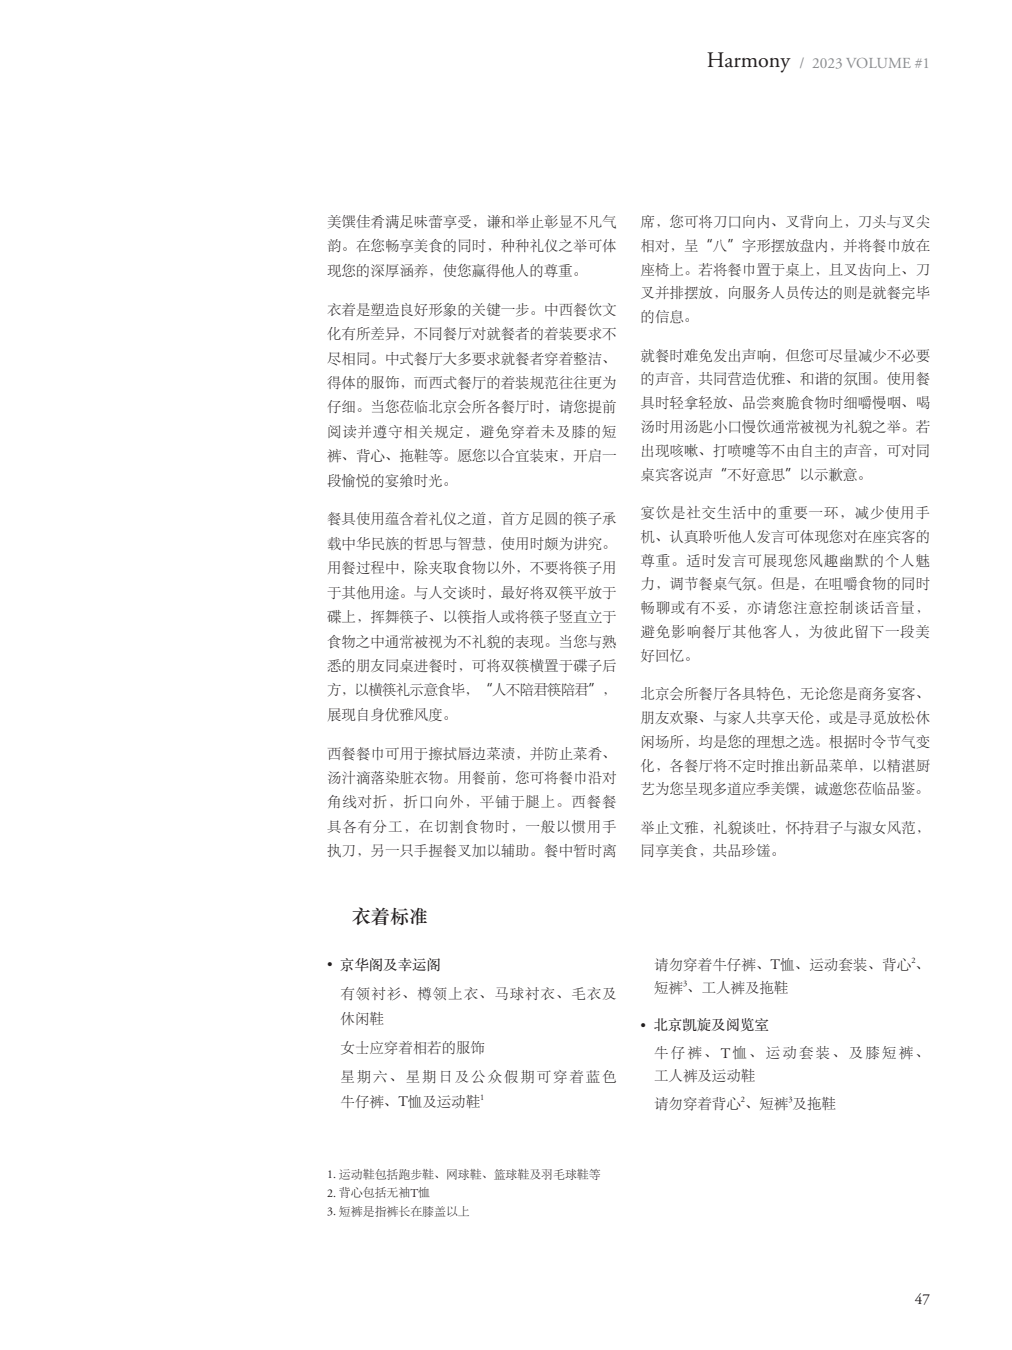 Harmony / 2023 VOLUME #1
美馔佳肴满足味蕾享受，谦和举止彰显不凡气
韵。在您畅享美食的同时，种种礼仪之举可体
现您的深厚涵养，使您赢得他人的尊重。
衣着是塑造良好形象的关键一步。中西餐饮文
化有所差异，不同餐厅对就餐者的着装要求不
尽相同。中式餐厅大多要求就餐者穿着整洁、
得体的服饰，而西式餐厅的着装规范往往更为
仔细。当您莅临北京会所各餐厅时，请您提前
阅读并遵守相关规定，避免穿着未及膝的短
裤、背心、拖鞋等。愿您以合宜装束，开启一
段愉悦的宴飨时光。
餐具使用蕴含着礼仪之道，首方足圆的筷子承
载中华民族的哲思与智慧，使用时颇为讲究。
用餐过程中，除夹取食物以外，不要将筷子用
于其他用途。与人交谈时，最好将双筷平放于
碟上，挥舞筷子、以筷指人或将筷子竖直立于
食物之中通常被视为不礼貌的表现。当您与熟
悉的朋友同桌进餐时，可将双筷横置于碟子后
方，以横筷礼示意食毕，“人不陪君筷陪君”，
展现自身优雅风度。
西餐餐巾可用于擦拭唇边菜渍，并防止菜肴、
汤汁滴落染脏衣物。用餐前，您可将餐巾沿对
角线对折，折口向外，平铺于腿上。西餐餐
具各有分工，在切割食物时，一般以惯用手
执刀，另一只手握餐叉加以辅助。餐中暂时离
席，您可将刀口向内、叉背向上，刀头与叉尖
相对，呈“八”字形摆放盘内，并将餐巾放在
座椅上。若将餐巾置于桌上，且叉齿向上、刀
叉并排摆放，向服务人员传达的则是就餐完毕
的信息。
就餐时难免发出声响，但您可尽量减少不必要
的声音，共同营造优雅、和谐的氛围。使用餐
具时轻拿轻放、品尝爽脆食物时细嚼慢咽、喝
汤时用汤匙小口慢饮通常被视为礼貌之举。若
出现咳嗽、打喷嚏等不由自主的声音，可对同
桌宾客说声“不好意思”以示歉意。
宴饮是社交生活中的重要一环，减少使用手
机、认真聆听他人发言可体现您对在座宾客的
尊重。适时发言可展现您风趣幽默的个人魅
力，调节餐桌气氛。但是，在咀嚼食物的同时
畅聊或有不妥，亦请您注意控制谈话音量，
避免影响餐厅其他客人，为彼此留下一段美
好回忆。
北京会所餐厅各具特色，无论您是商务宴客、
朋友欢聚、与家人共享天伦，或是寻觅放松休
闲场所，均是您的理想之选。根据时令节气变
化，各餐厅将不定时推出新品菜单，以精湛厨
艺为您呈现多道应季美馔，诚邀您莅临品鉴。
举止文雅，礼貌谈吐，怀持君子与淑女风范，
同享美食，共品珍馐。
衣着标准
• 京华阁及幸运阁
有领衬衫、樽领上衣、马球衬衣、毛衣及
休闲鞋
女士应穿着相若的服饰
星期六、星期日及公众假期可穿着蓝色
牛仔裤、T恤及运动鞋¹
请勿穿着牛仔裤、T恤、运动套装、背心²、
短裤³、工人裤及拖鞋
• 北京凯旋及阅览室
牛仔裤、T恤、运动套装、及膝短裤、
工人裤及运动鞋
请勿穿着背心²、短裤³及拖鞋
1. 运动鞋包括跑步鞋、网球鞋、篮球鞋及羽毛球鞋等
2. 背心包括无袖T恤
3. 短裤是指裤长在膝盖以上
47